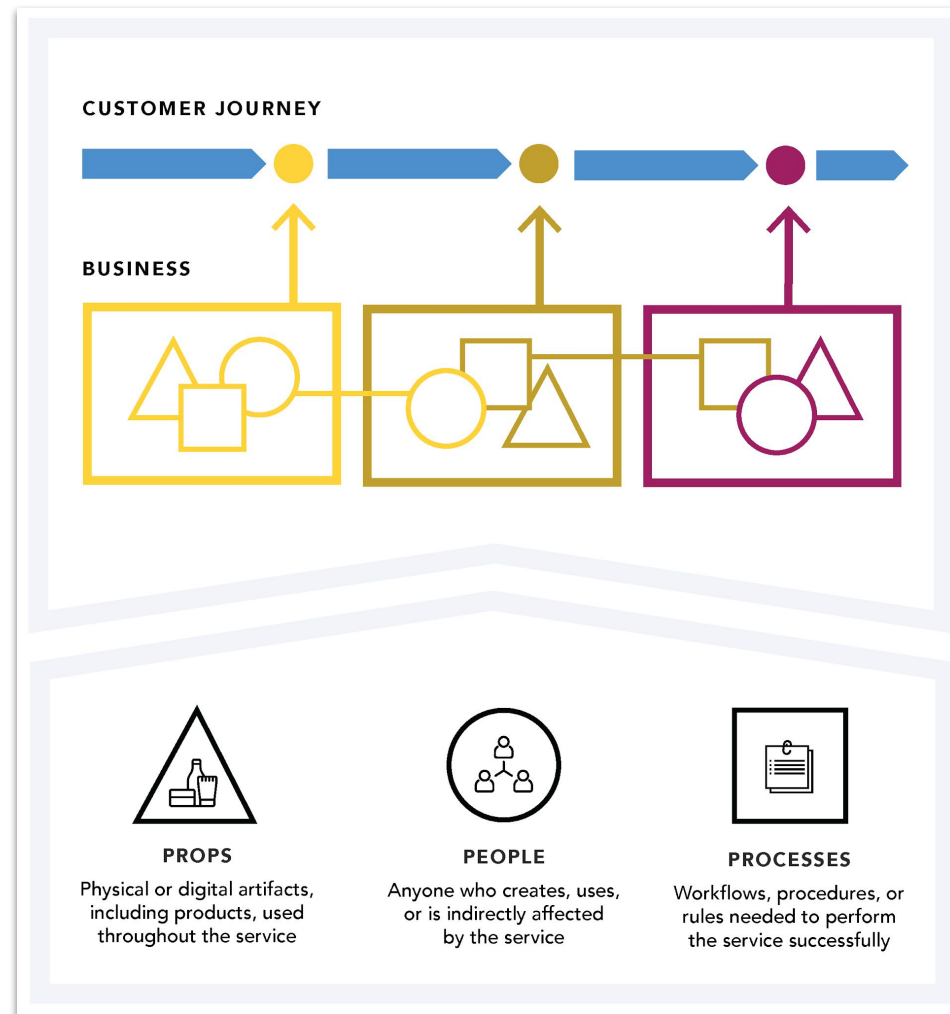 CUSTOMER JOURNEY
BUSINESS
PROPS
Physical or digital artifacts,
including products, used
throughout the service
PEOPLE
Anyone who creates, uses,
or is indirectly affected
by the service
PROCESSES
Workflows, procedures, or
rules needed to perform
the service successfully